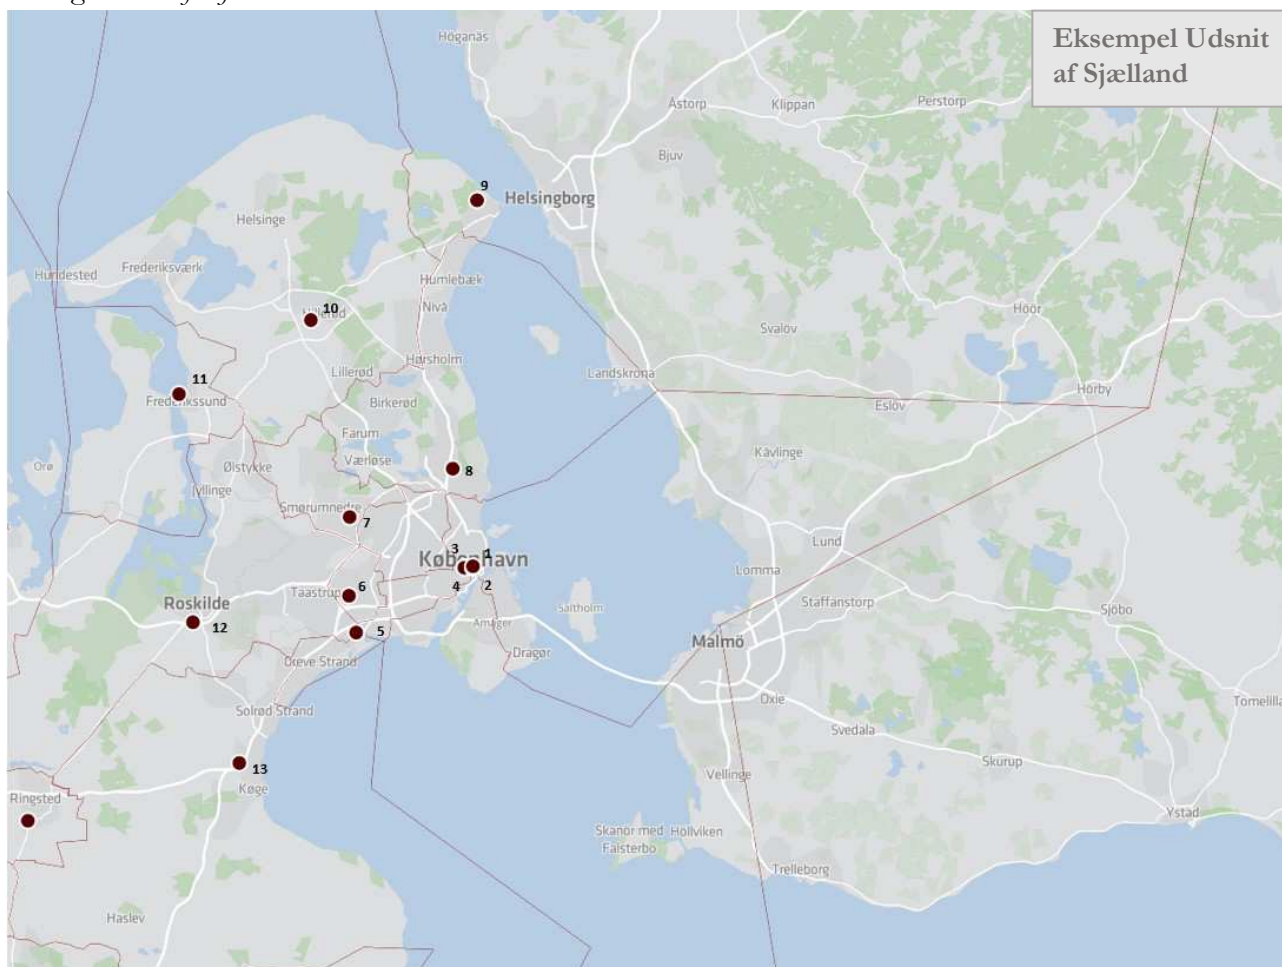 Höganäs
Eksempel Udsnit
af Sjælland
Åstorp
Klippan
Perstorp
Bjuv
9
Helsingborg
Helsinge
Frederiksværk
Hundested
Humlebæk
Nivå
10
Hillerød
Höör
Svalöv
Hørsholm
Lillerød
Landskrona
Hörby
11
Frederikssund
Birkerød
Eslöv
Farum
Værløse
Kävlinge
Orø
Ølstykke
8
Jyllinge
Smørumnedre
7
Lund
3
1
København
4
2
Lomma
6
Taastrup
Staffanstorp
Roskilde
Saltholm
Sjöbo
12
5
Amager
Malmö
Dragør
Greve Strand
Oxie
Tomelilla
Solrød Strand
Svedala
Skurup
13
Køge
Vellinge
Ringsted
Ystad
Skanör med
Falsterbo
Höllviken
Trelleborg
Haslev